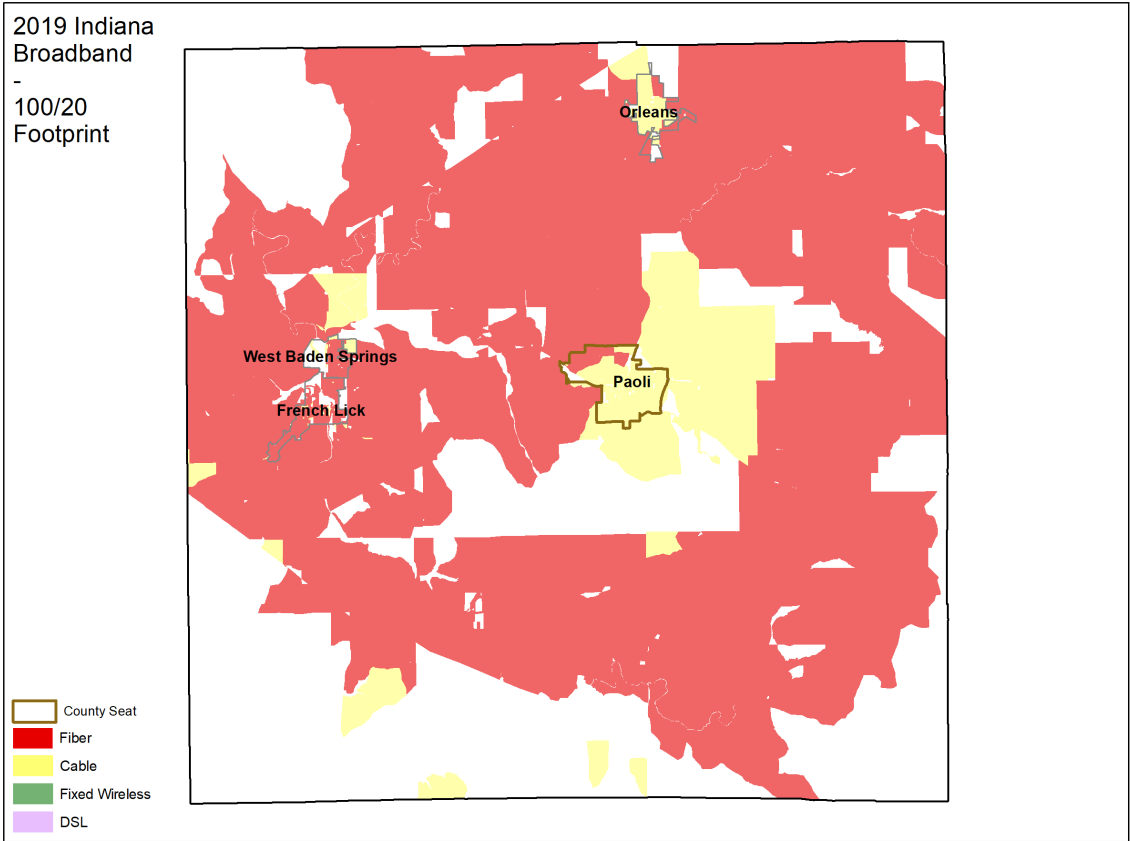 2019 Indiana
Broadband
-
100/20
Footprint
Orleans
West Baden Springs
Paoli
French Lick
County Seat
Fiber
Cable
Fixed Wireless
DSL